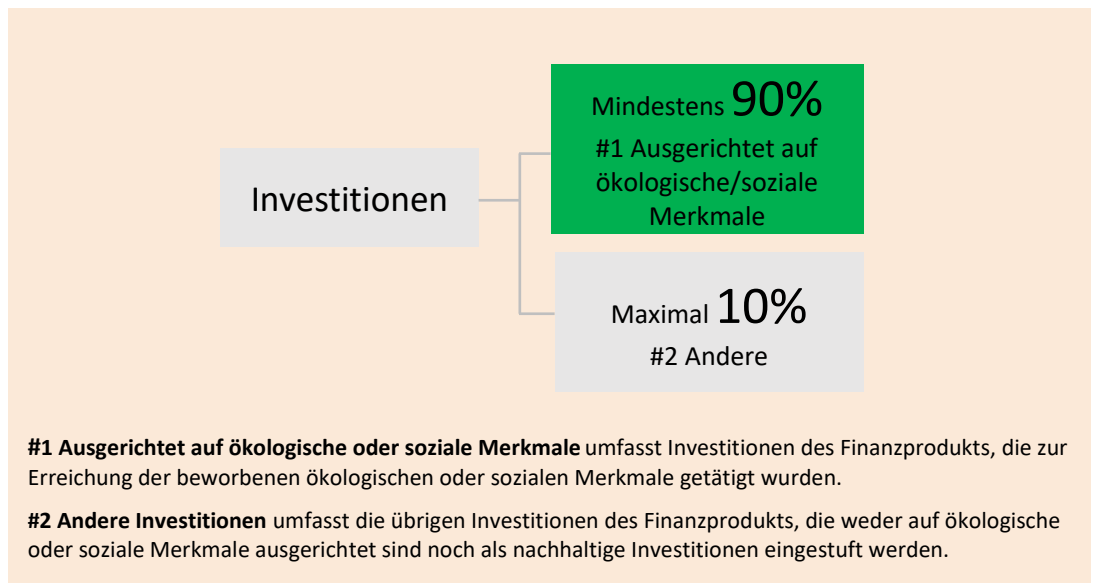 Investitionen
Mindestens 90%
#1 Ausgerichtet auf
ökologische/soziale
Merkmale
Maximal 10%
#2 Andere
#1 Ausgerichtet auf ökologische oder soziale Merkmale umfasst Investitionen des Finanzprodukts, die zur
Erreichung der beworbenen ökologischen oder sozialen Merkmale getätigt wurden.
#2 Andere Investitionen umfasst die übrigen Investitionen des Finanzprodukts, die weder auf ökologische
oder soziale Merkmale ausgerichtet sind noch als nachhaltige Investitionen eingestuft werden.